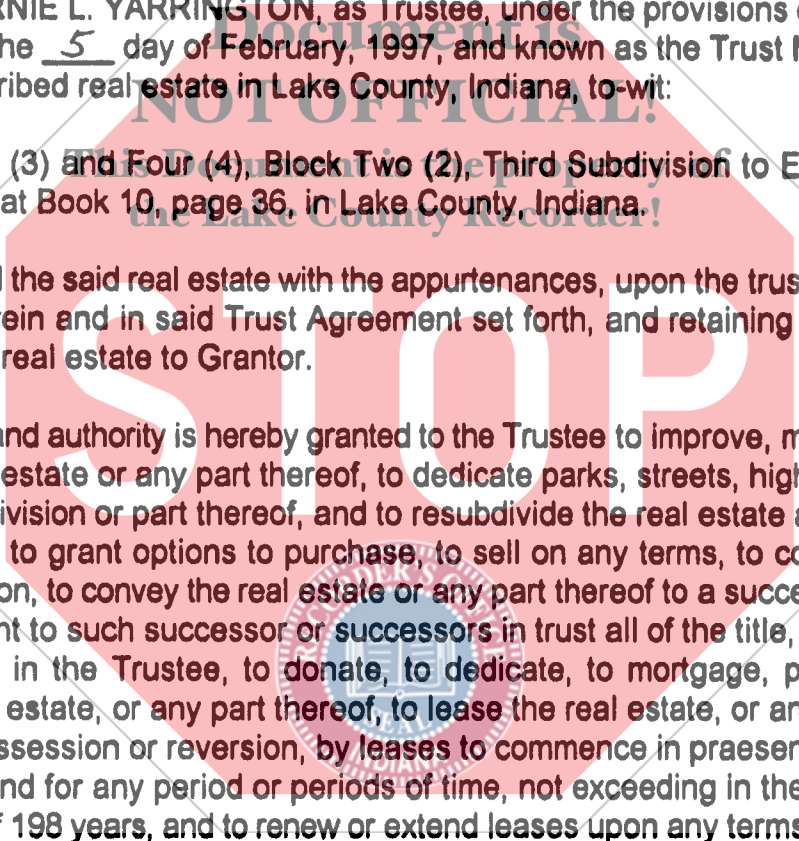 RNIE L. YARRINGTON, as Trustee, under the provisions
Document is
he 5 day of February, 1997, and known as the Trust
ribed real estate in Lake County, Indiana, to-wit:
NOT OFFICIAL!
(3) and Four (4), Block Two (2), Third Subdivision to E
This Document is the property of
at Book 10, page 36, in Lake County, Indiana.
the Lake County Recorder!
the said real estate with the appurtenances, upon the trus
rein and in said Trust Agreement set forth, and retaining
real estate to Grantor.
STOP
and authority is hereby granted to the Trustee to improve, m
estate or any part thereof, to dedicate parks, streets, high
ivision or part thereof, and to resubdivide the real estate a
to grant options to purchase, to sell on any terms, to co
on, to convey the real estate or any part thereof to a succe
nt to such successor or successors in trust all of the title,
in the Trustee, to donate, to dedicate, to mortgage, p
estate, or any part thereof, to lease the real estate, or an
ssession or reversion, by leases to commence in praesen
nd for any period or periods of time, not exceeding in the
f 198 years, and to renew or extend leases upon any terms
RECORDER'S OFFICE
SEAL
INDIANA